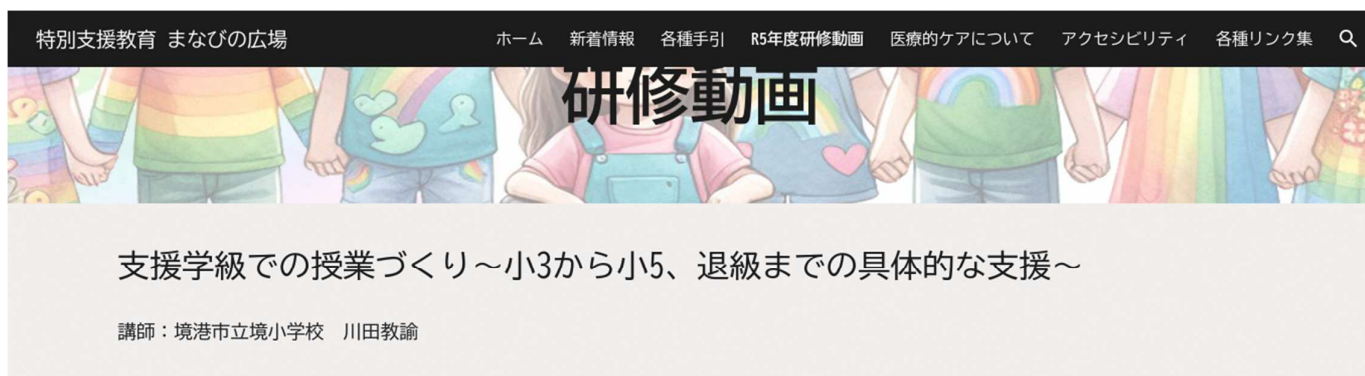 特別支援教育 まなびの広場
ホーム 新着情報 各種手引 R5年度研修動画 医療的ケアについて アクセシビリティ 各種リンク集
研修動画
支援学級での授業づくり～小3から小5、退級までの具体的な支援～
講師：境港市立境小学校　川田教諭